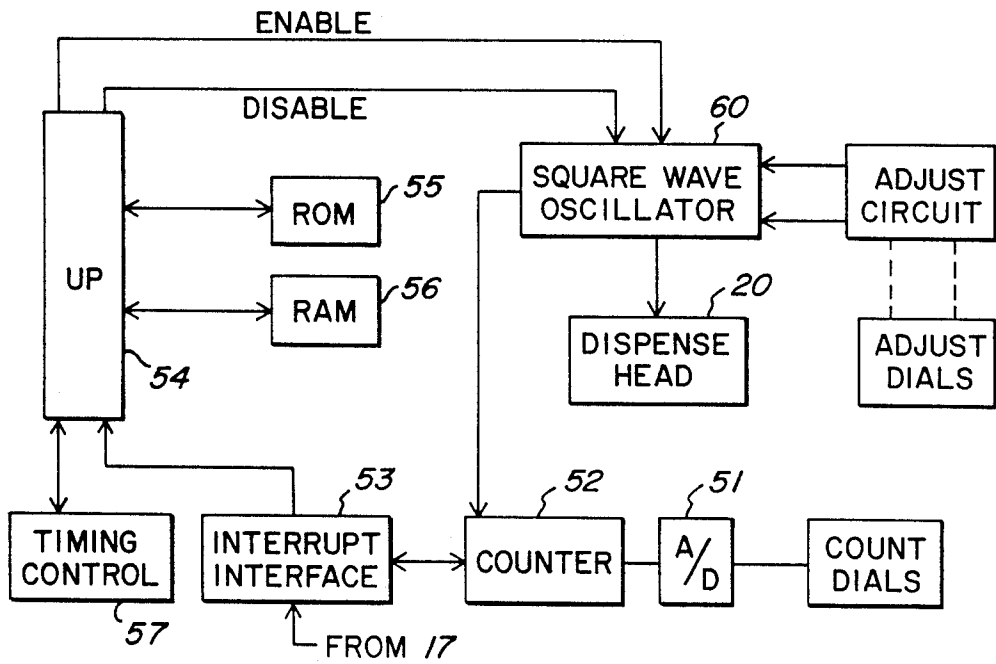 ENABLE
DISABLE
60
SQUARE WAVE
OSCILLATOR
ADJUST
CIRCUIT
55
ROM
UP
56
RAM
54
20
DISPENSE
HEAD
ADJUST
DIALS
53
52
51
TIMING
CONTROL
57
INTERRUPT
INTERFACE
COUNTER
A/D
COUNT
DIALS
FROM 17